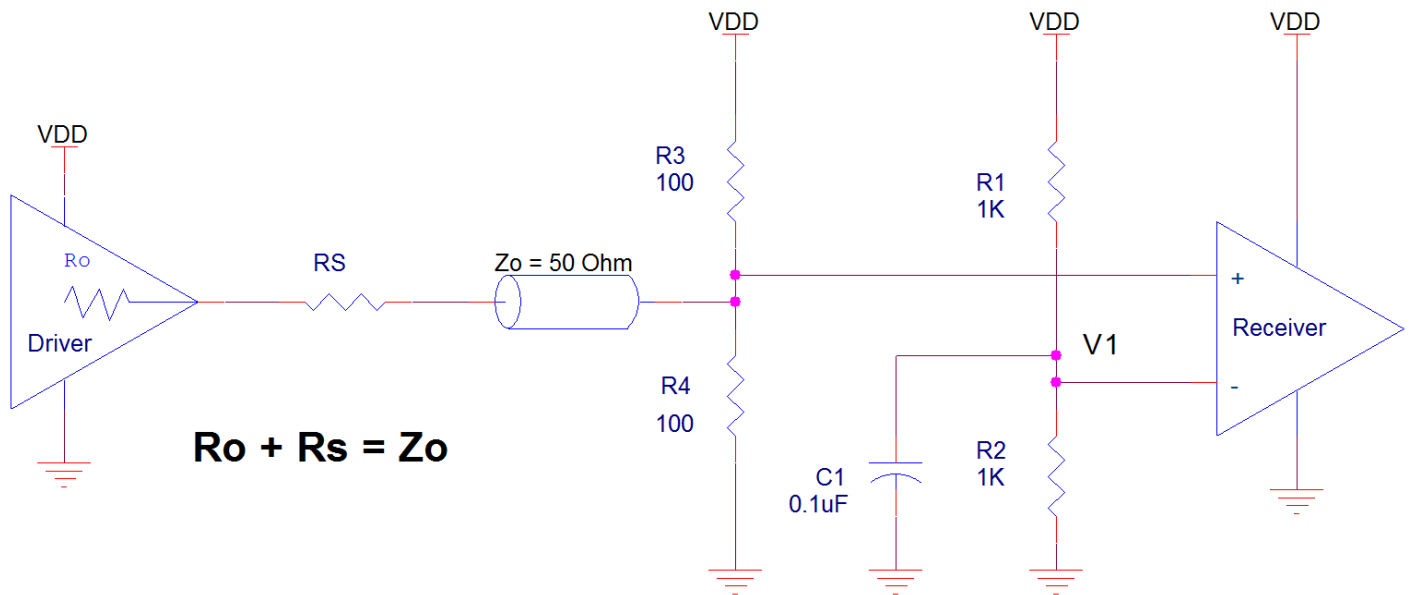 VDD
VDD
VDD
VDD
R3
100
R1
1K
Ro
RS
Zo = 50 Ohm
+
Receiver
Driver
V1
-
R4
100
Ro + Rs = Zo
R2
1K
C1
0.1uF